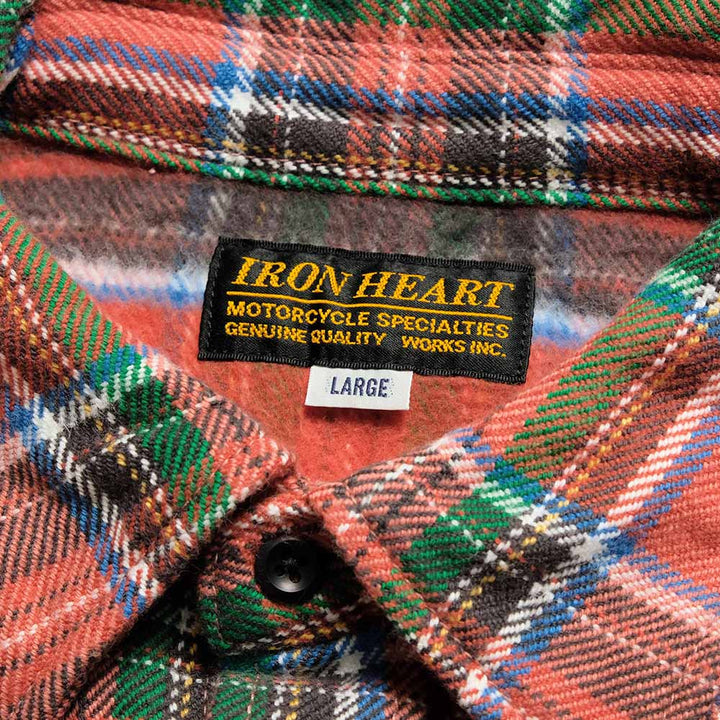 IRON HEART
MOTORCYCLE SPECIALTIES
GENUINE QUALITY WORKS INC.
LARGE